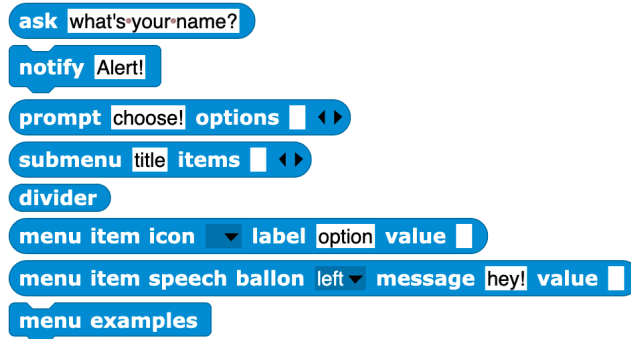 ask what's your name?
notify Alert!
prompt choose! options
submenu title items
divider
menu item icon label option value
menu item speech ballon left message hey! value
menu examples